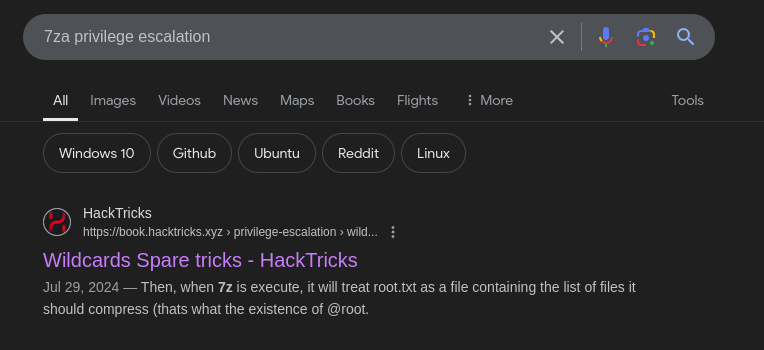 7za privilege escalation
All Images Videos News Maps Books Flights More Tools
Windows 10 Github Ubuntu Reddit Linux
HackTricks
https://book.hacktricks.xyz › privilege-escalation › wild...
Wildcards Spare tricks - HackTricks
Jul 29, 2024 — Then, when 7z is execute, it will treat root.txt as a file containing the list of files it
should compress (thats what the existence of @root.